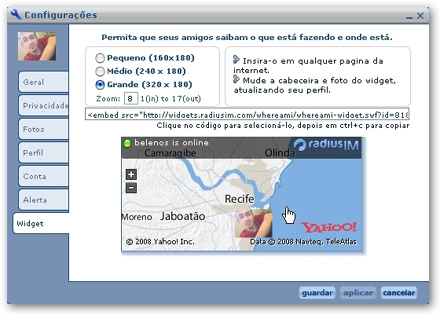 Configurações
Permita que seus amigos saibam o que está fazendo e onde está.
Geral
Privacidade
Fotos
Perfil
Conta
Alerta
Widget
Pequeno (160x180)
Médio (240 x 180)
Grande (320 x 180)
Zoom: 8 1(in) to 17(out)
Insira-o em qualquer pagina da
internet.
Mude a cabeceira e foto do widget,
atualizando seu perfil.
<embed src="http://widgets.radiusim.com/whereami/whereami-widget.swf?id=818
Clique no código para selecioná-lo, depois em ctrl+c para copiar
belenos is online
radiusIM
Camaragibe
Olinda
+
-
Recife
Moreno
Jaboatão
YAHOO!
© 2008 Yahoo! Inc.
Data @ 2008 Navteq, TeleAtlas
guardar
aplicar
cancelar